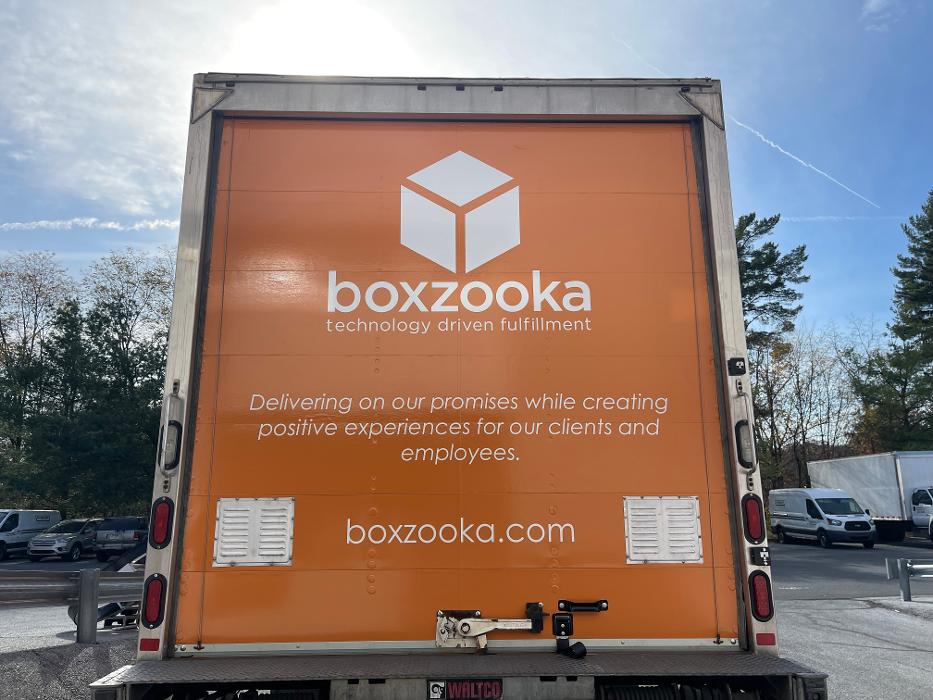 boxzooka
technology driven fulfillment
Delivering on our promises while creating
positive experiences for our clients and
employees.
boxzooka.com
WALTCO